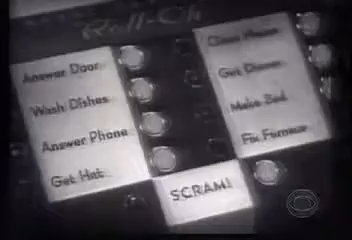 Answer Door
Wash Dishes
Answer Phone
Get Hat
Clean House
Get Dinner
Make Bed
Fix Furnace
SCRAM!